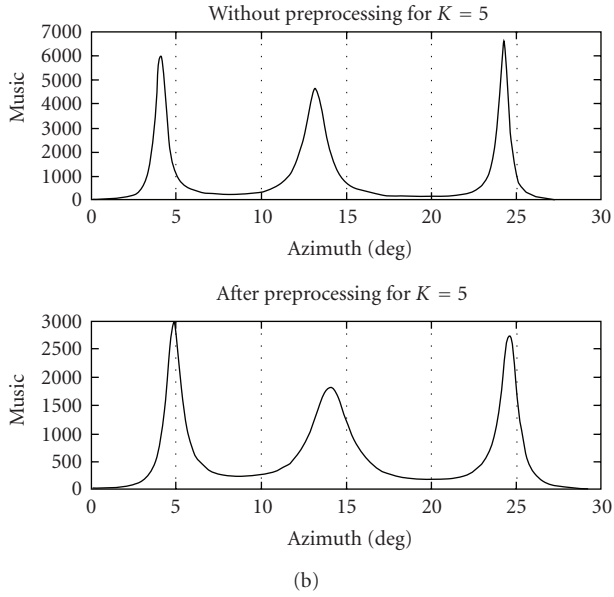 Without preprocessing for K = 5
7000
6000
5000
4000
3000
2000
1000
0
Music
0 5 10 15 20 25 30
Azimuth (deg)
After preprocessing for K = 5
3000
2500
2000
1500
1000
500
0
Music
0 5 10 15 20 25 30
Azimuth (deg)
(b)